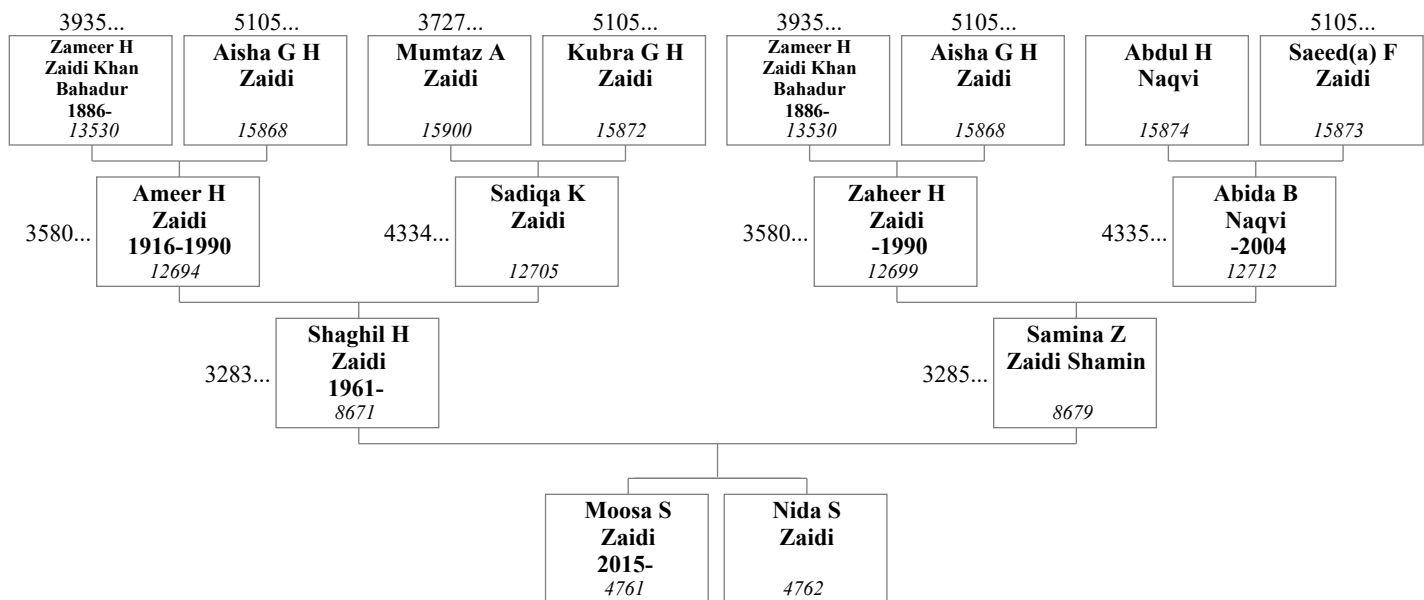 3935...
5105...
3727...
5105...
3935...
5105...
5105...
Zameer H
Zaidi Khan
Bahadur
1886-
13530
Aisha G H
Zaidi
15868
Mumtaz A
Zaidi
15900
Kubra G H
Zaidi
15872
Zameer H
Zaidi Khan
Bahadur
1886-
13530
Aisha G H
Zaidi
15868
Abdul H
Naqvi
15874
Saeed(a) F
Zaidi
15873
3580...
Ameer H
Zaidi
1916-1990
12694
4334...
Sadiqa K
Zaidi
12705
3580...
Zaheer H
Zaidi
-1990
12699
4335...
Abida B
Naqvi
-2004
12712
3283...
Shaghil H
Zaidi
1961-
8671
3285...
Samina Z
Zaidi Shamin
8679
Moosa S
Zaidi
2015-
4761
Nida S
Zaidi
4762